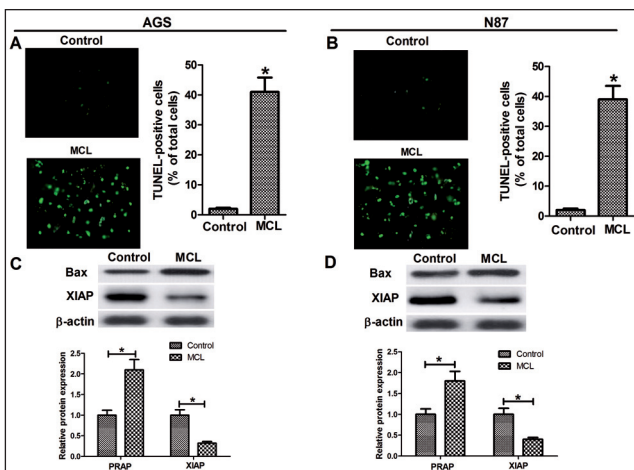 AGS
N87
A
Control
MCL
TUNEL-positive cells
(% of total cells)
50
40
30
20
10
0
*
Control MCL
B
Control
MCL
TUNEL-positive cells
(% of total cells)
50
40
30
20
10
0
*
Control MCL
C
Control MCL
Bax
XIAP
β-actin
Relative protein expression
2.5
2.0
1.5
1.0
0.5
0.0
Control
MCL
*
*
PRAP XIAP
D
Control MCL
Bax
XIAP
β-actin
Relative protein expression
2.5
2.0
1.5
1.0
0.5
0.0
Control
MCL
*
*
PRAP XIAP